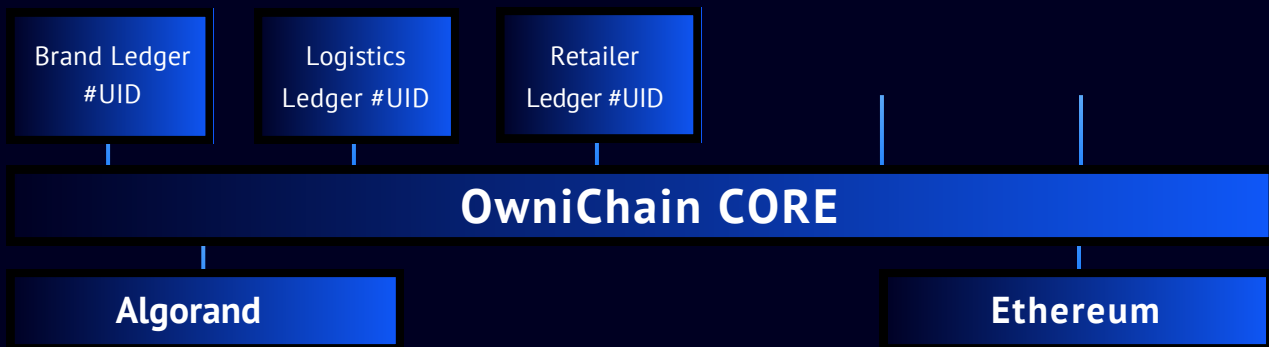 Brand Ledger
#UID
Logistics
Ledger #UID
Retailer
Ledger #UID
OwniChain CORE
Algorand
Ethereum